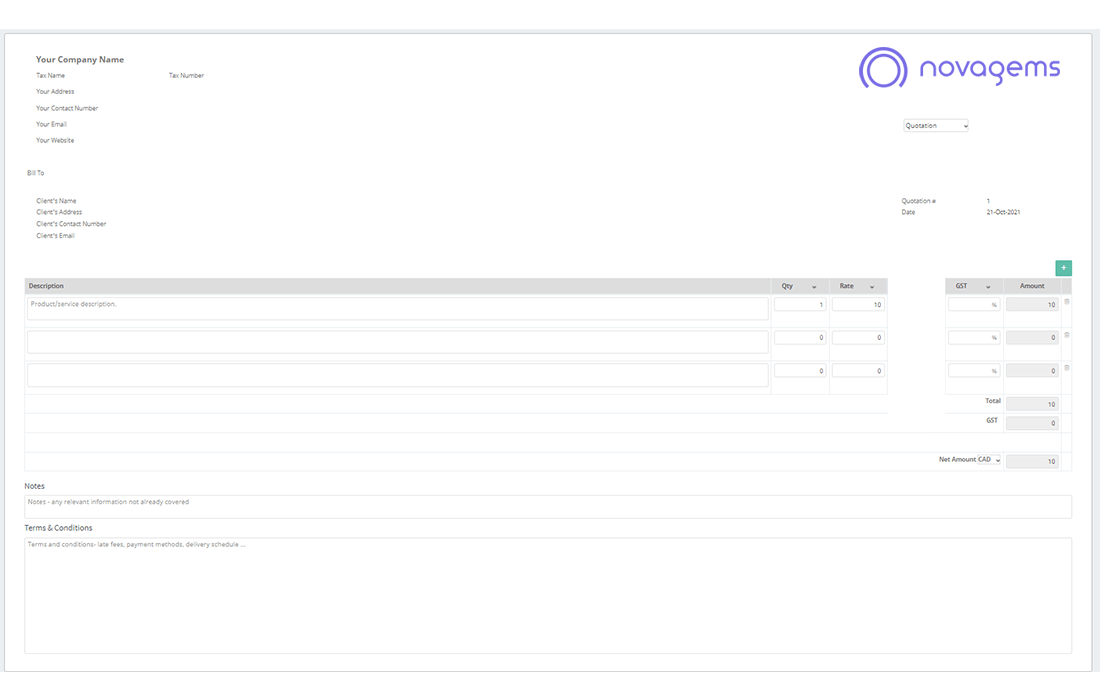 Your Company Name
novagems
Tax Name Tax Number
Your Address
Your Contact Number
Your Email
Quotation
Your Website
Bill To
Client's Name Quotation # 1
Client's Address Date 21-Oct-2021
Client's Contact Number
Client's Email
+
Description Qty Rate GST Amount
Product/service description. 1 10 % 10
0 0 % 0
0 0 % 0
Total 10
GST 0
Net Amount CAD 10
Notes
Notes - any relevant information not already covered
Terms & Conditions
Terms and conditions- late fees, payment methods, delivery schedule ...